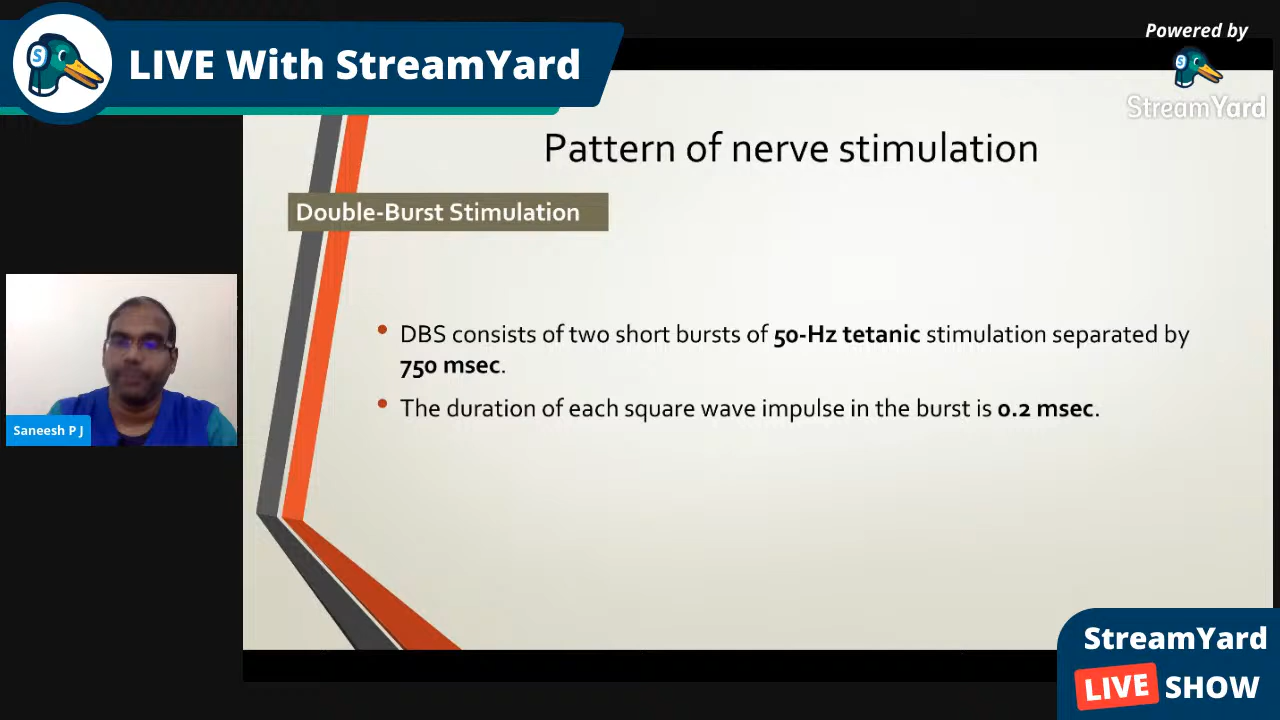 LIVE With StreamYard
Powered by
StreamYard
Pattern of nerve stimulation
Double-Burst Stimulation
• DBS consists of two short bursts of 50-Hz tetanic stimulation separated by
750 msec.
• The duration of each square wave impulse in the burst is 0.2 msec.
Saneesh P J
StreamYard
LIVE SHOW